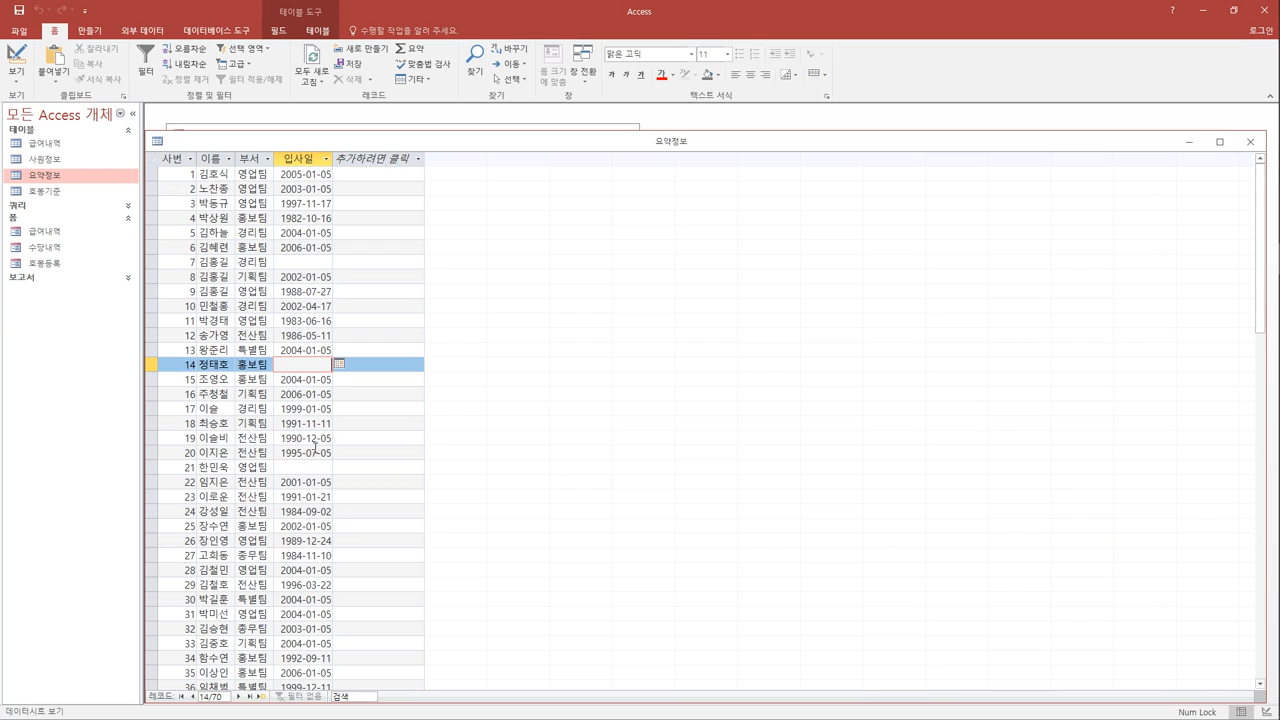 테이블 도구
Access
?
로그인
파일 홈 만들기 외부 데이터 데이터베이스 도구 필드 테이블 수행할 작업을 알려 주세요.
보기
붙여넣기
잘라내기
복사
서식 복사
필터
오름차순
내림차순
정렬 제거
선택 영역
고급
필터 적용/해제
모두 새로 고침
새로 만들기
저장
삭제
요약
맞춤법 검사
기타
찾기
바꾸기
이동
선택
폼 크기에 맞춤
창 전환
맑은 고딕 11
가 가 가 가
보기 클립보드 정렬 및 필터 레코드 찾기 창 텍스트 서식
모든 Access 개체
테이블
급여내역
사원정보
요약정보
호봉기준
쿼리
폼
급여내역
수당내역
호봉등록
보고서
요약정보
사번 이름 부서 입사일 추가하려면 클릭
1 김호식 영업팀 2005-01-05
2 노찬종 영업팀 2003-01-05
3 박동규 영업팀 1997-11-17
4 박상원 홍보팀 1982-10-16
5 김하늘 경리팀 2004-01-05
6 김혜련 홍보팀 2006-01-05
7 김홍길 경리팀
8 김홍길 기획팀 2002-01-05
9 김홍길 영업팀 1988-07-27
10 민철홍 경리팀 2002-04-17
11 박경태 영업팀 1983-06-16
12 송가영 전산팀 1986-05-11
13 왕준리 특별팀 2004-01-05
14 정태호 홍보팀
15 조영오 홍보팀 2004-01-05
16 주청철 기획팀 2006-01-05
17 이슬 경리팀 1999-01-05
18 최승호 기획팀 1991-11-11
19 이슬비 전산팀 1990-12-05
20 이지은 전산팀 1995-07-05
21 한민욱 영업팀
22 임지은 전산팀 2001-01-05
23 이로운 전산팀 1991-01-21
24 강성일 전산팀 1984-09-02
25 장수연 홍보팀 2002-01-05
26 장인영 영업팀 1989-12-24
27 고희동 총무팀 1984-11-10
28 김철민 영업팀 2004-01-05
29 김철호 전산팀 1996-03-22
30 박길훈 특별팀 2004-01-05
31 박미선 영업팀 2004-01-05
32 김승현 총무팀 2003-01-05
33 김중호 기획팀 2004-01-05
34 함수연 홍보팀 1992-09-11
35 이상인 홍보팀 2006-01-05
36 임채범 특별팀 1999-12-11
레코드: 14/70 필터 없음 검색
데이터시트 보기
Num Lock